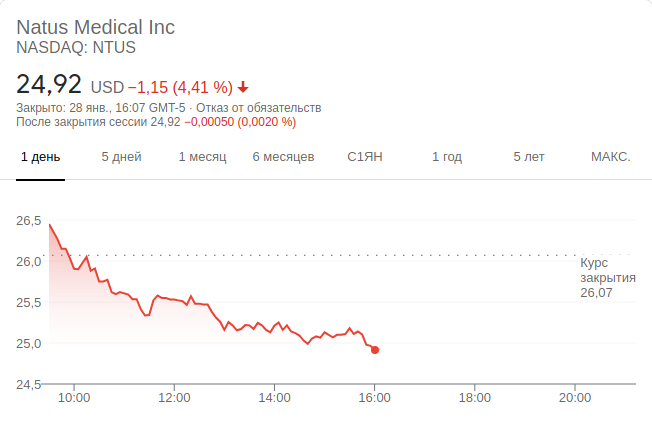 Natus Medical Inc
NASDAQ: NTUS
24,92 USD −1,15 (4,41 %)
Закрыто: 28 янв., 16:07 GMT-5 · Отказ от обязательств
После закрытия сессии 24,92 −0,00050 (0,0020 %)
1 день 5 дней 1 месяц 6 месяцев С1ЯН 1 год 5 лет МАКС.
26,5
26,0
25,5
25,0
24,5
Курс
закрытия
26,07
10:00 12:00 14:00 16:00 18:00 20:00